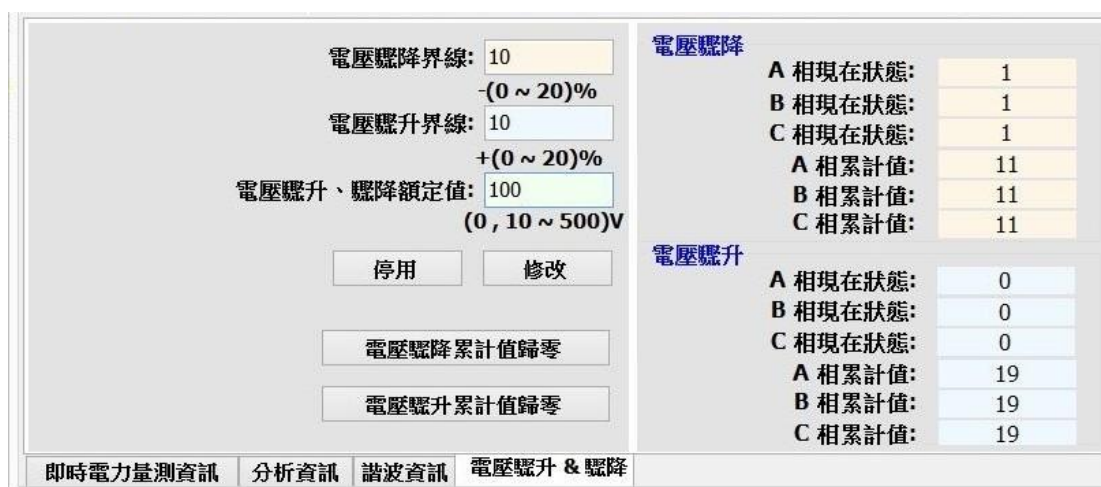 電壓驟降界線: 10
-(0 ~ 20)%
電壓驟升界線: 10
+(0 ~ 20)%
電壓驟升、驟降額定值: 100
(0 , 10 ~ 500)V
停用 修改
電壓驟降累計值歸零
電壓驟升累計值歸零
電壓驟降
A 相現在狀態: 1
B 相現在狀態: 1
C 相現在狀態: 1
A 相累計值: 11
B 相累計值: 11
C 相累計值: 11
電壓驟升
A 相現在狀態: 0
B 相現在狀態: 0
C 相現在狀態: 0
A 相累計值: 19
B 相累計值: 19
C 相累計值: 19
即時電力量測資訊 分析資訊 諧波資訊 電壓驟升 & 驟降